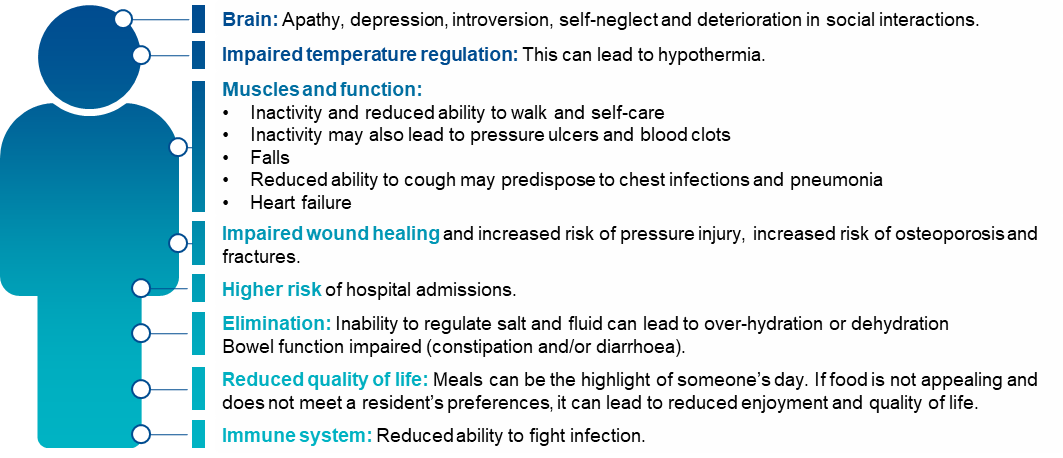 Brain: Apathy, depression, introversion, self-neglect and deterioration in social interactions.
Impaired temperature regulation: This can lead to hypothermia.
Muscles and function:
• Inactivity and reduced ability to walk and self-care
• Inactivity may also lead to pressure ulcers and blood clots
• Falls
• Reduced ability to cough may predispose to chest infections and pneumonia
• Heart failure
Impaired wound healing and increased risk of pressure injury, increased risk of osteoporosis and
fractures.
Higher risk of hospital admissions.
Elimination: Inability to regulate salt and fluid can lead to over-hydration or dehydration
Bowel function impaired (constipation and/or diarrhoea).
Reduced quality of life: Meals can be the highlight of someone’s day. If food is not appealing and
does not meet a resident’s preferences, it can lead to reduced enjoyment and quality of life.
Immune system: Reduced ability to fight infection.